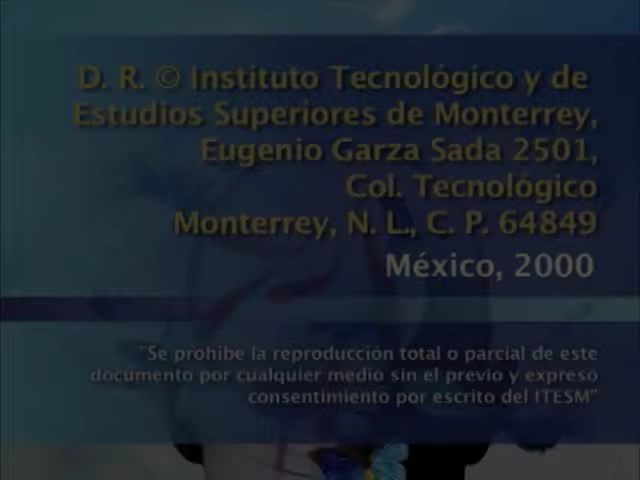 D. R. © Instituto Tecnológico y de
Estudios Superiores de Monterrey,
Eugenio Garza Sada 2501,
Col. Tecnológico
Monterrey, N. L., C. P. 64849
México, 2000
"Se prohibe la reproducción total o parcial de este
documento por cualquier medio sin el previo y expreso
consentimiento por escrito del ITESM"